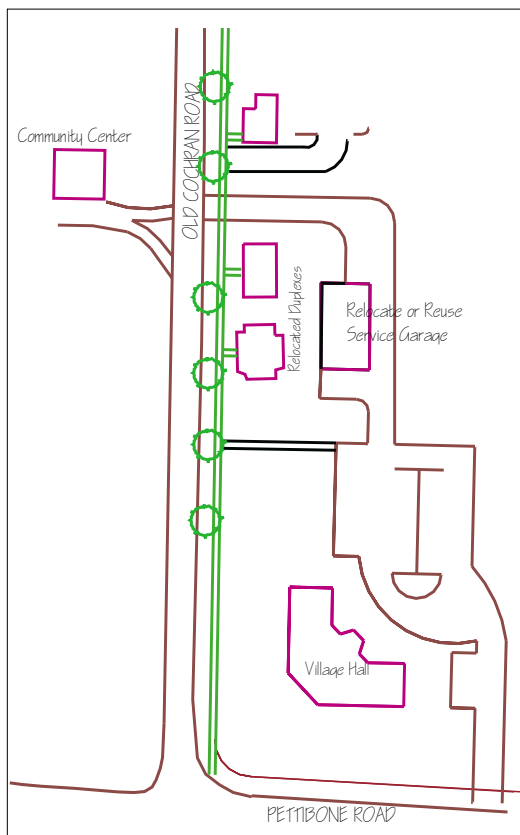 Community Center
OLD COCHRAN ROAD
Relocated Duplexes
Relocate or Reuse
Service Garage
Village Hall
PETTIBONE ROAD